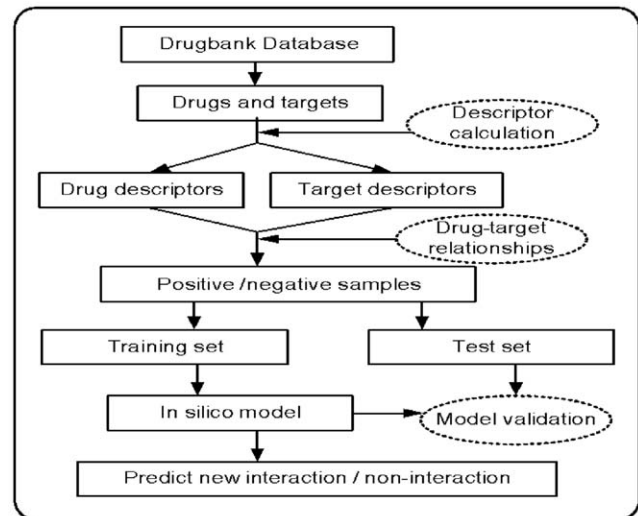 Drugbank Database
Drugs and targets
Descriptor
calculation
Drug descriptors
Target descriptors
Drug-target
relationships
Positive /negative samples
Training set
Test set
In silico model
Model validation
Predict new interaction / non-interaction